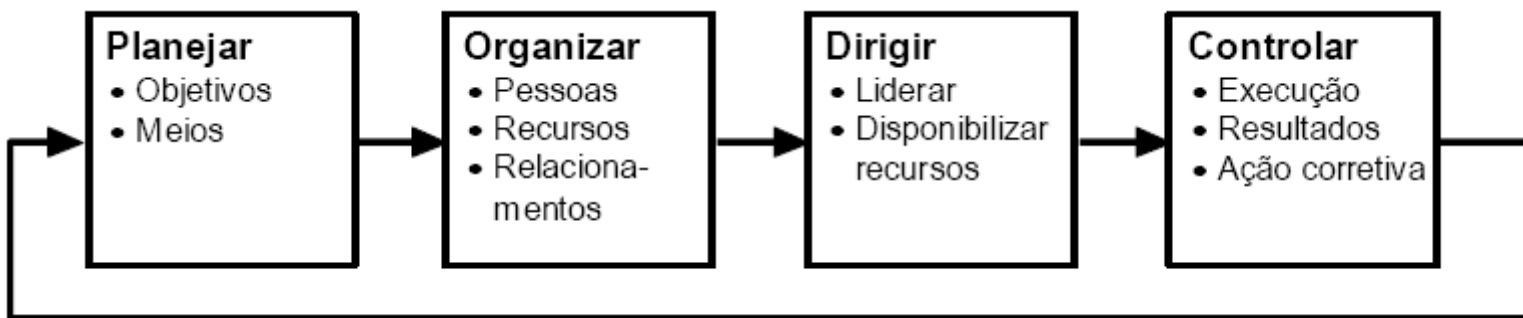 Planejar
• Objetivos
• Meios
Organizar
• Pessoas
• Recursos
• Relaciona-
mentos
Dirigir
• Liderar
• Disponibilizar
recursos
Controlar
• Execução
• Resultados
• Ação corretiva